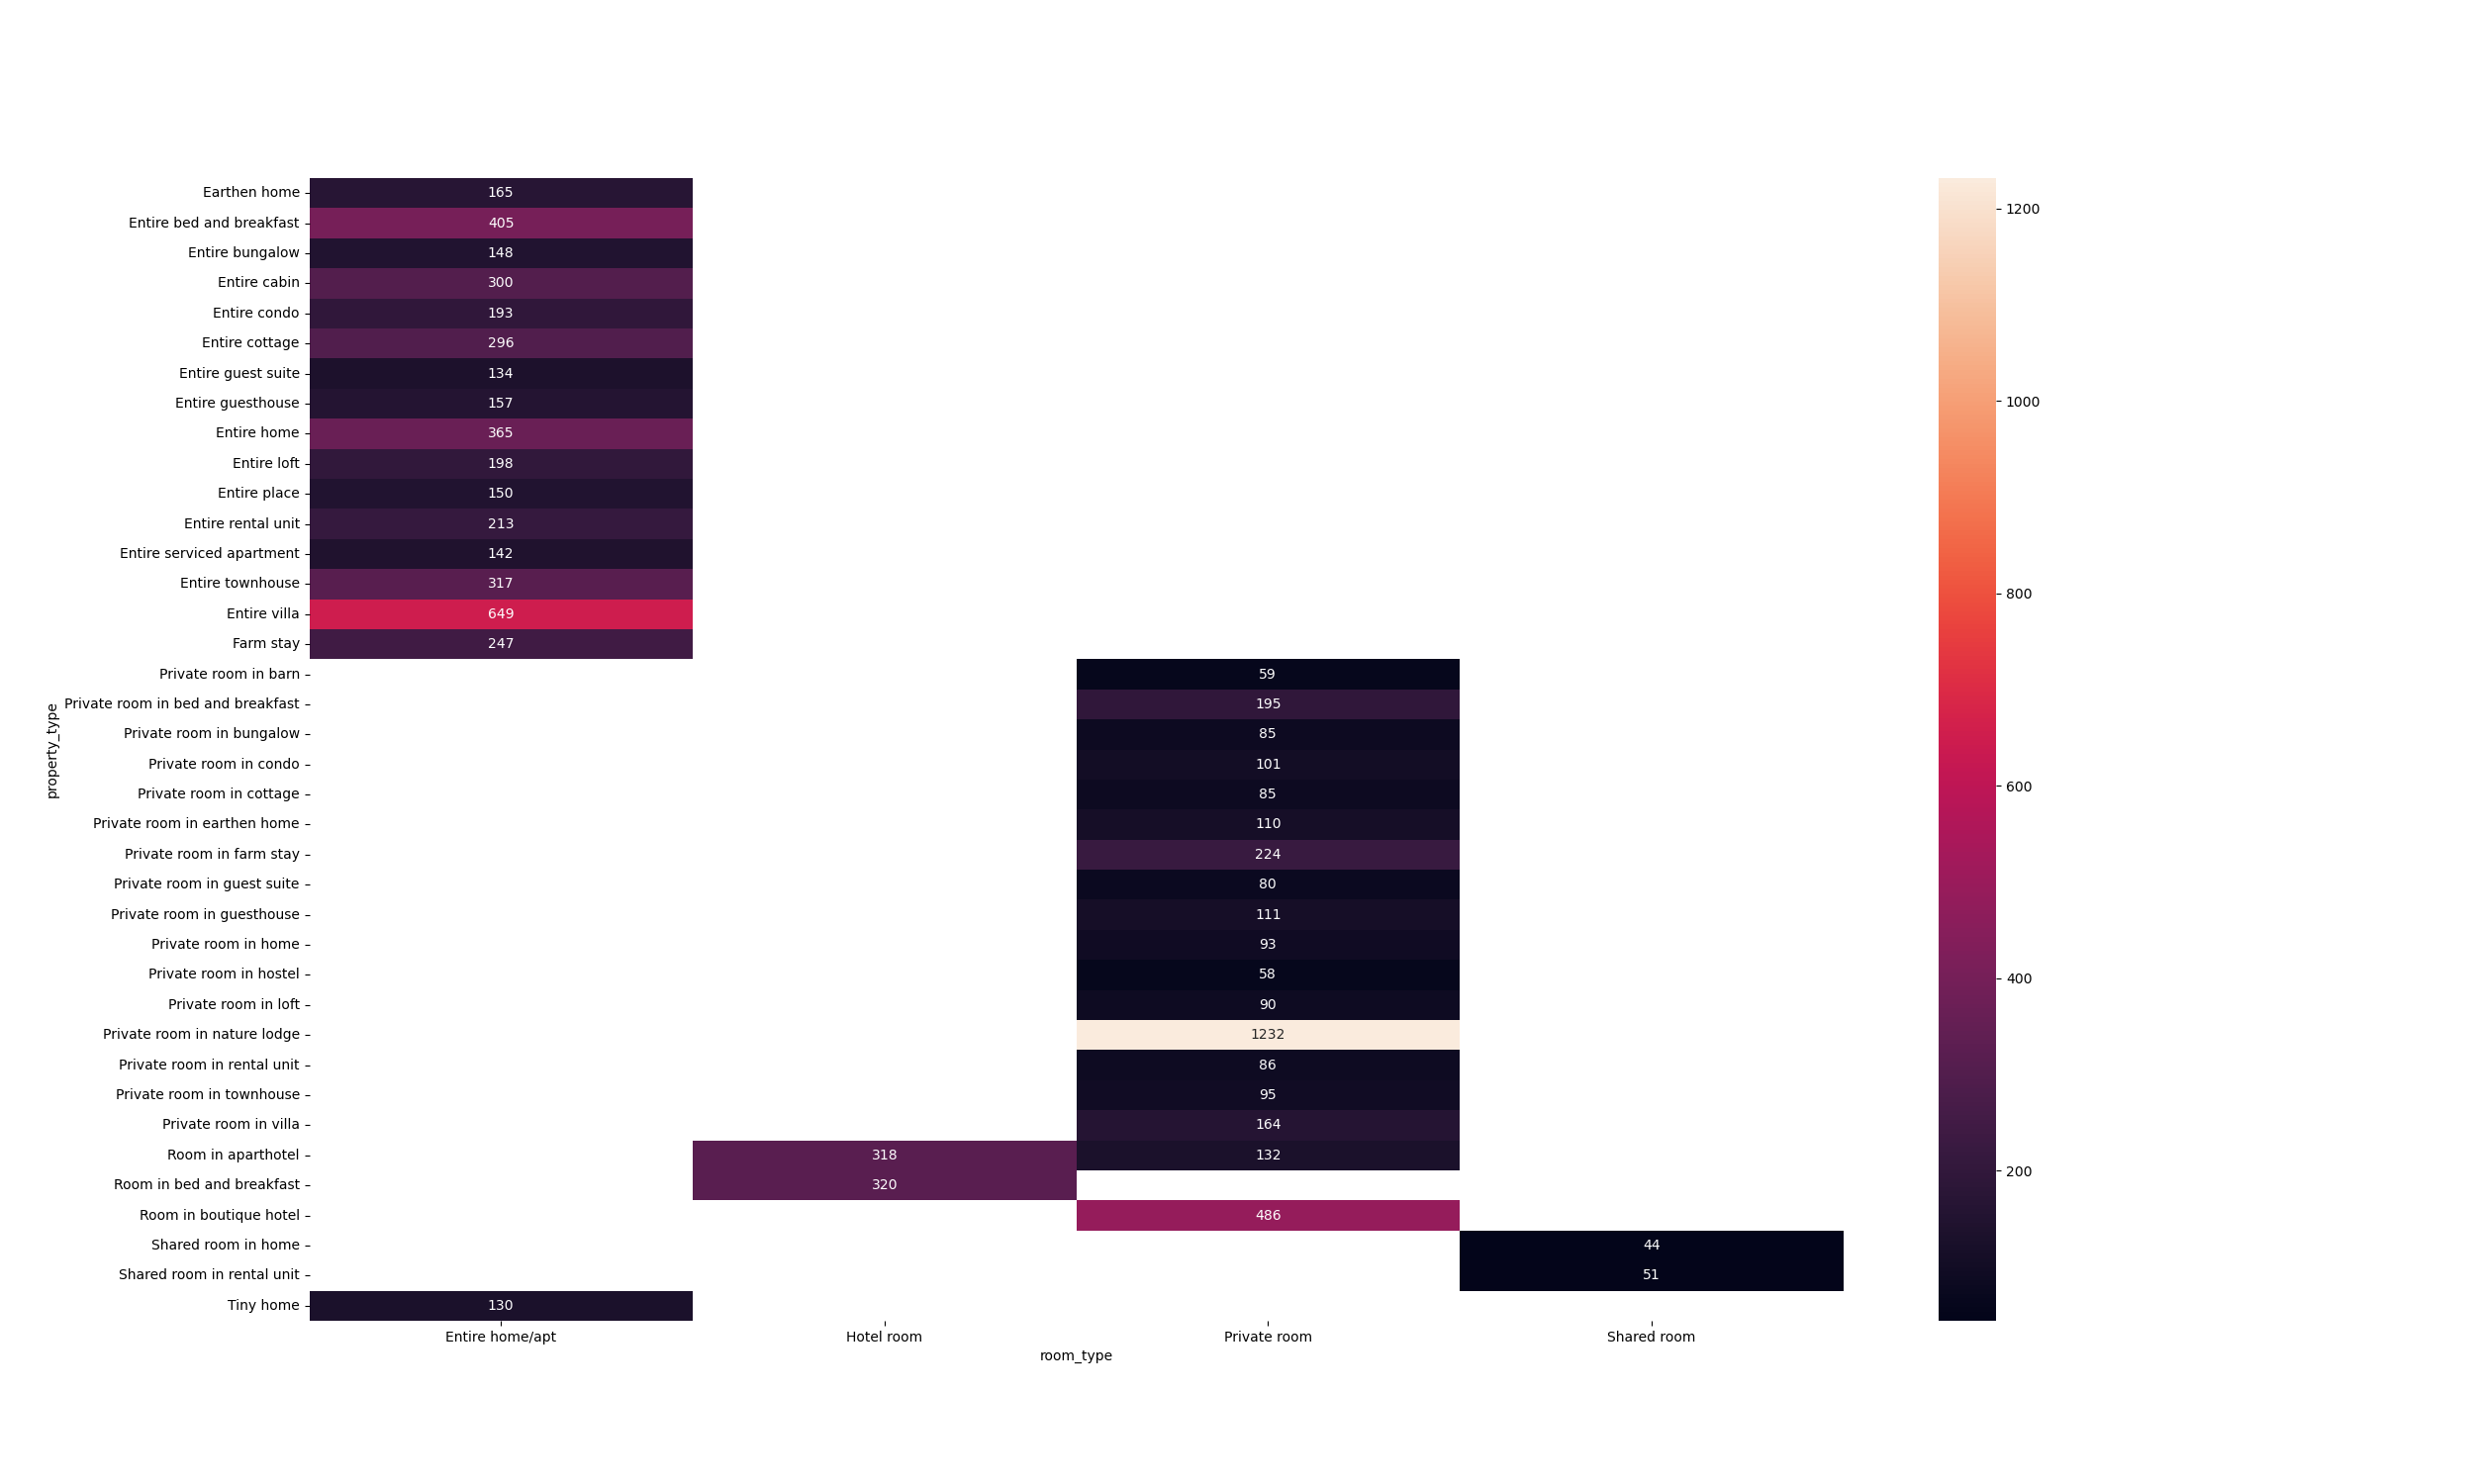 Earthen home 165
Entire bed and breakfast 405
Entire bungalow 148
Entire cabin 300
Entire condo 193
Entire cottage 296
Entire guest suite 134
Entire guesthouse 157
Entire home 365
Entire loft 198
Entire place 150
Entire rental unit 213
Entire serviced apartment 142
Entire townhouse 317
Entire villa 649
Farm stay 247
Private room in barn 59
Private room in bed and breakfast 195
Private room in bungalow 85
Private room in condo 101
Private room in cottage 85
Private room in earthen home 110
Private room in farm stay 224
Private room in guest suite 80
Private room in guesthouse 111
Private room in home 93
Private room in hostel 58
Private room in loft 90
Private room in nature lodge 1232
Private room in rental unit 86
Private room in townhouse 95
Private room in villa 164
Room in aparthotel 318 132
Room in bed and breakfast 320
Room in boutique hotel 486
Shared room in home 44
Shared room in rental unit 51
Tiny home 130
property_type
Entire home/apt Hotel room Private room Shared room
room_type
1200
1000
800
600
400
200